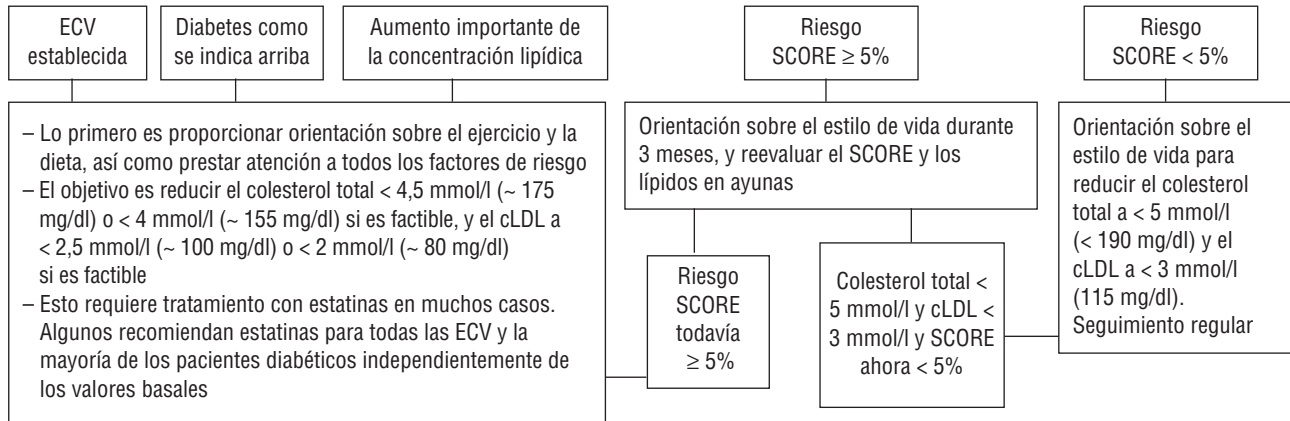 ECV
establecida
Diabetes como
se indica arriba
Aumento importante de
la concentración lipídica
Riesgo
SCORE ≥ 5%
Riesgo
SCORE < 5%
– Lo primero es proporcionar orientación sobre el ejercicio y la
dieta, así como prestar atención a todos los factores de riesgo
– El objetivo es reducir el colesterol total < 4,5 mmol/l (~ 175
mg/dl) o < 4 mmol/l (~ 155 mg/dl) si es factible, y el cLDL a
< 2,5 mmol/l (~ 100 mg/dl) o < 2 mmol/l (~ 80 mg/dl)
si es factible
– Esto requiere tratamiento con estatinas en muchos casos.
Algunos recomiendan estatinas para todas las ECV y la
mayoría de los pacientes diabéticos independientemente de
los valores basales
Orientación sobre el estilo de vida durante
3 meses, y reevaluar el SCORE y los
lípidos en ayunas
Riesgo
SCORE
todavía
≥ 5%
Colesterol total <
5 mmol/l y cLDL <
3 mmol/l y SCORE
ahora < 5%
Orientación sobre el
estilo de vida para
reducir el colesterol
total a < 5 mmol/l
(< 190 mg/dl) y el
cLDL a < 3 mmol/l
(115 mg/dl).
Seguimiento regular